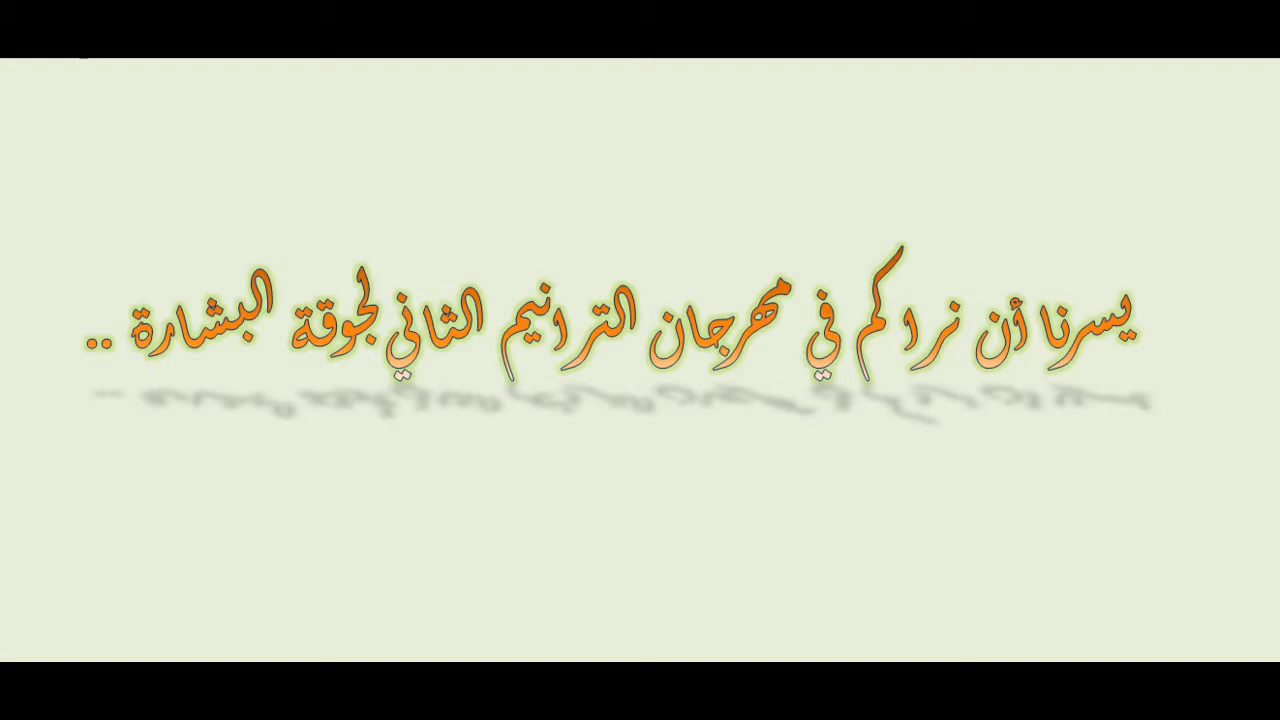 يسرنا أن نراكم في مهرجان الترانيم الثاني لجوقة البشارة ..